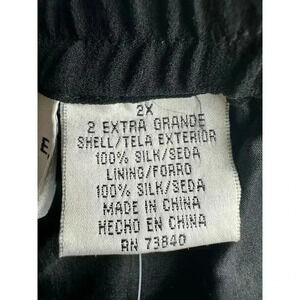 2X
2 EXTRA GRANDE
SHELL/TELA EXTERIOR
100% SILK/SEDA
LINING/FORRO
100% SILK/SEDA
MADE IN CHINA
HECHO EN CHINA
RN 73840
E,